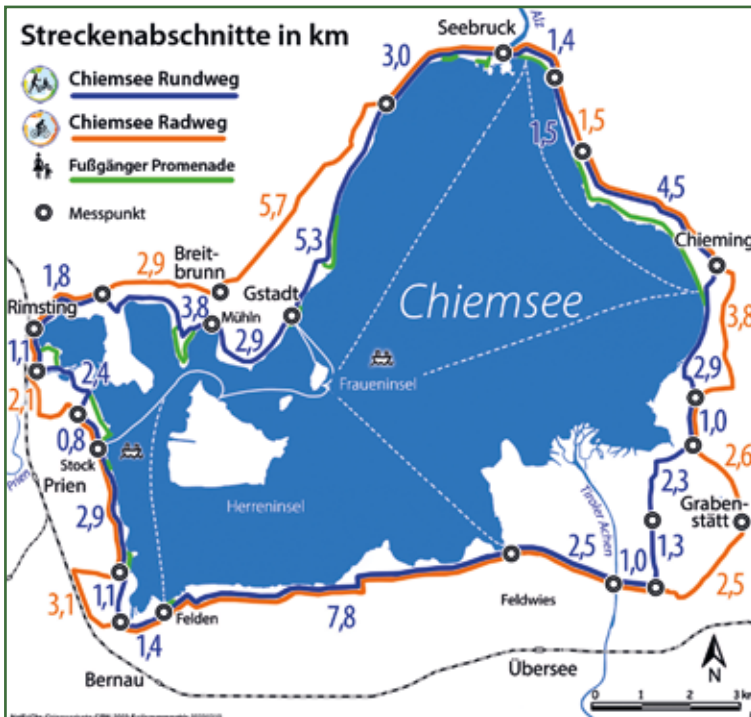 Streckenabschnitte in km
Chiemsee Rundweg
Chiemsee Radweg
Fußgänger Promenade
Messpunkt
Seebruck
Alz
1,4
3,0
1,5
1,5
4,5
5,7
Chieming
5,3
Breit-
brunn
2,9
1,8
Gstadt
Rimsting
3,8
Mühln
2,9
Chiemsee
3,8
1,1
Fraueninsel
2,4
2,9
2,1
1,0
0,8
Stock
2,6
Prien
Prien
2,3
Herreninsel
Tiroler Achen
Graben-
stätt
2,9
1,3
2,5
1,0
2,5
3,1
1,1
Felden
7,8
Feldwies
1,4
Bernau
Übersee
N
0 1 2 3 km